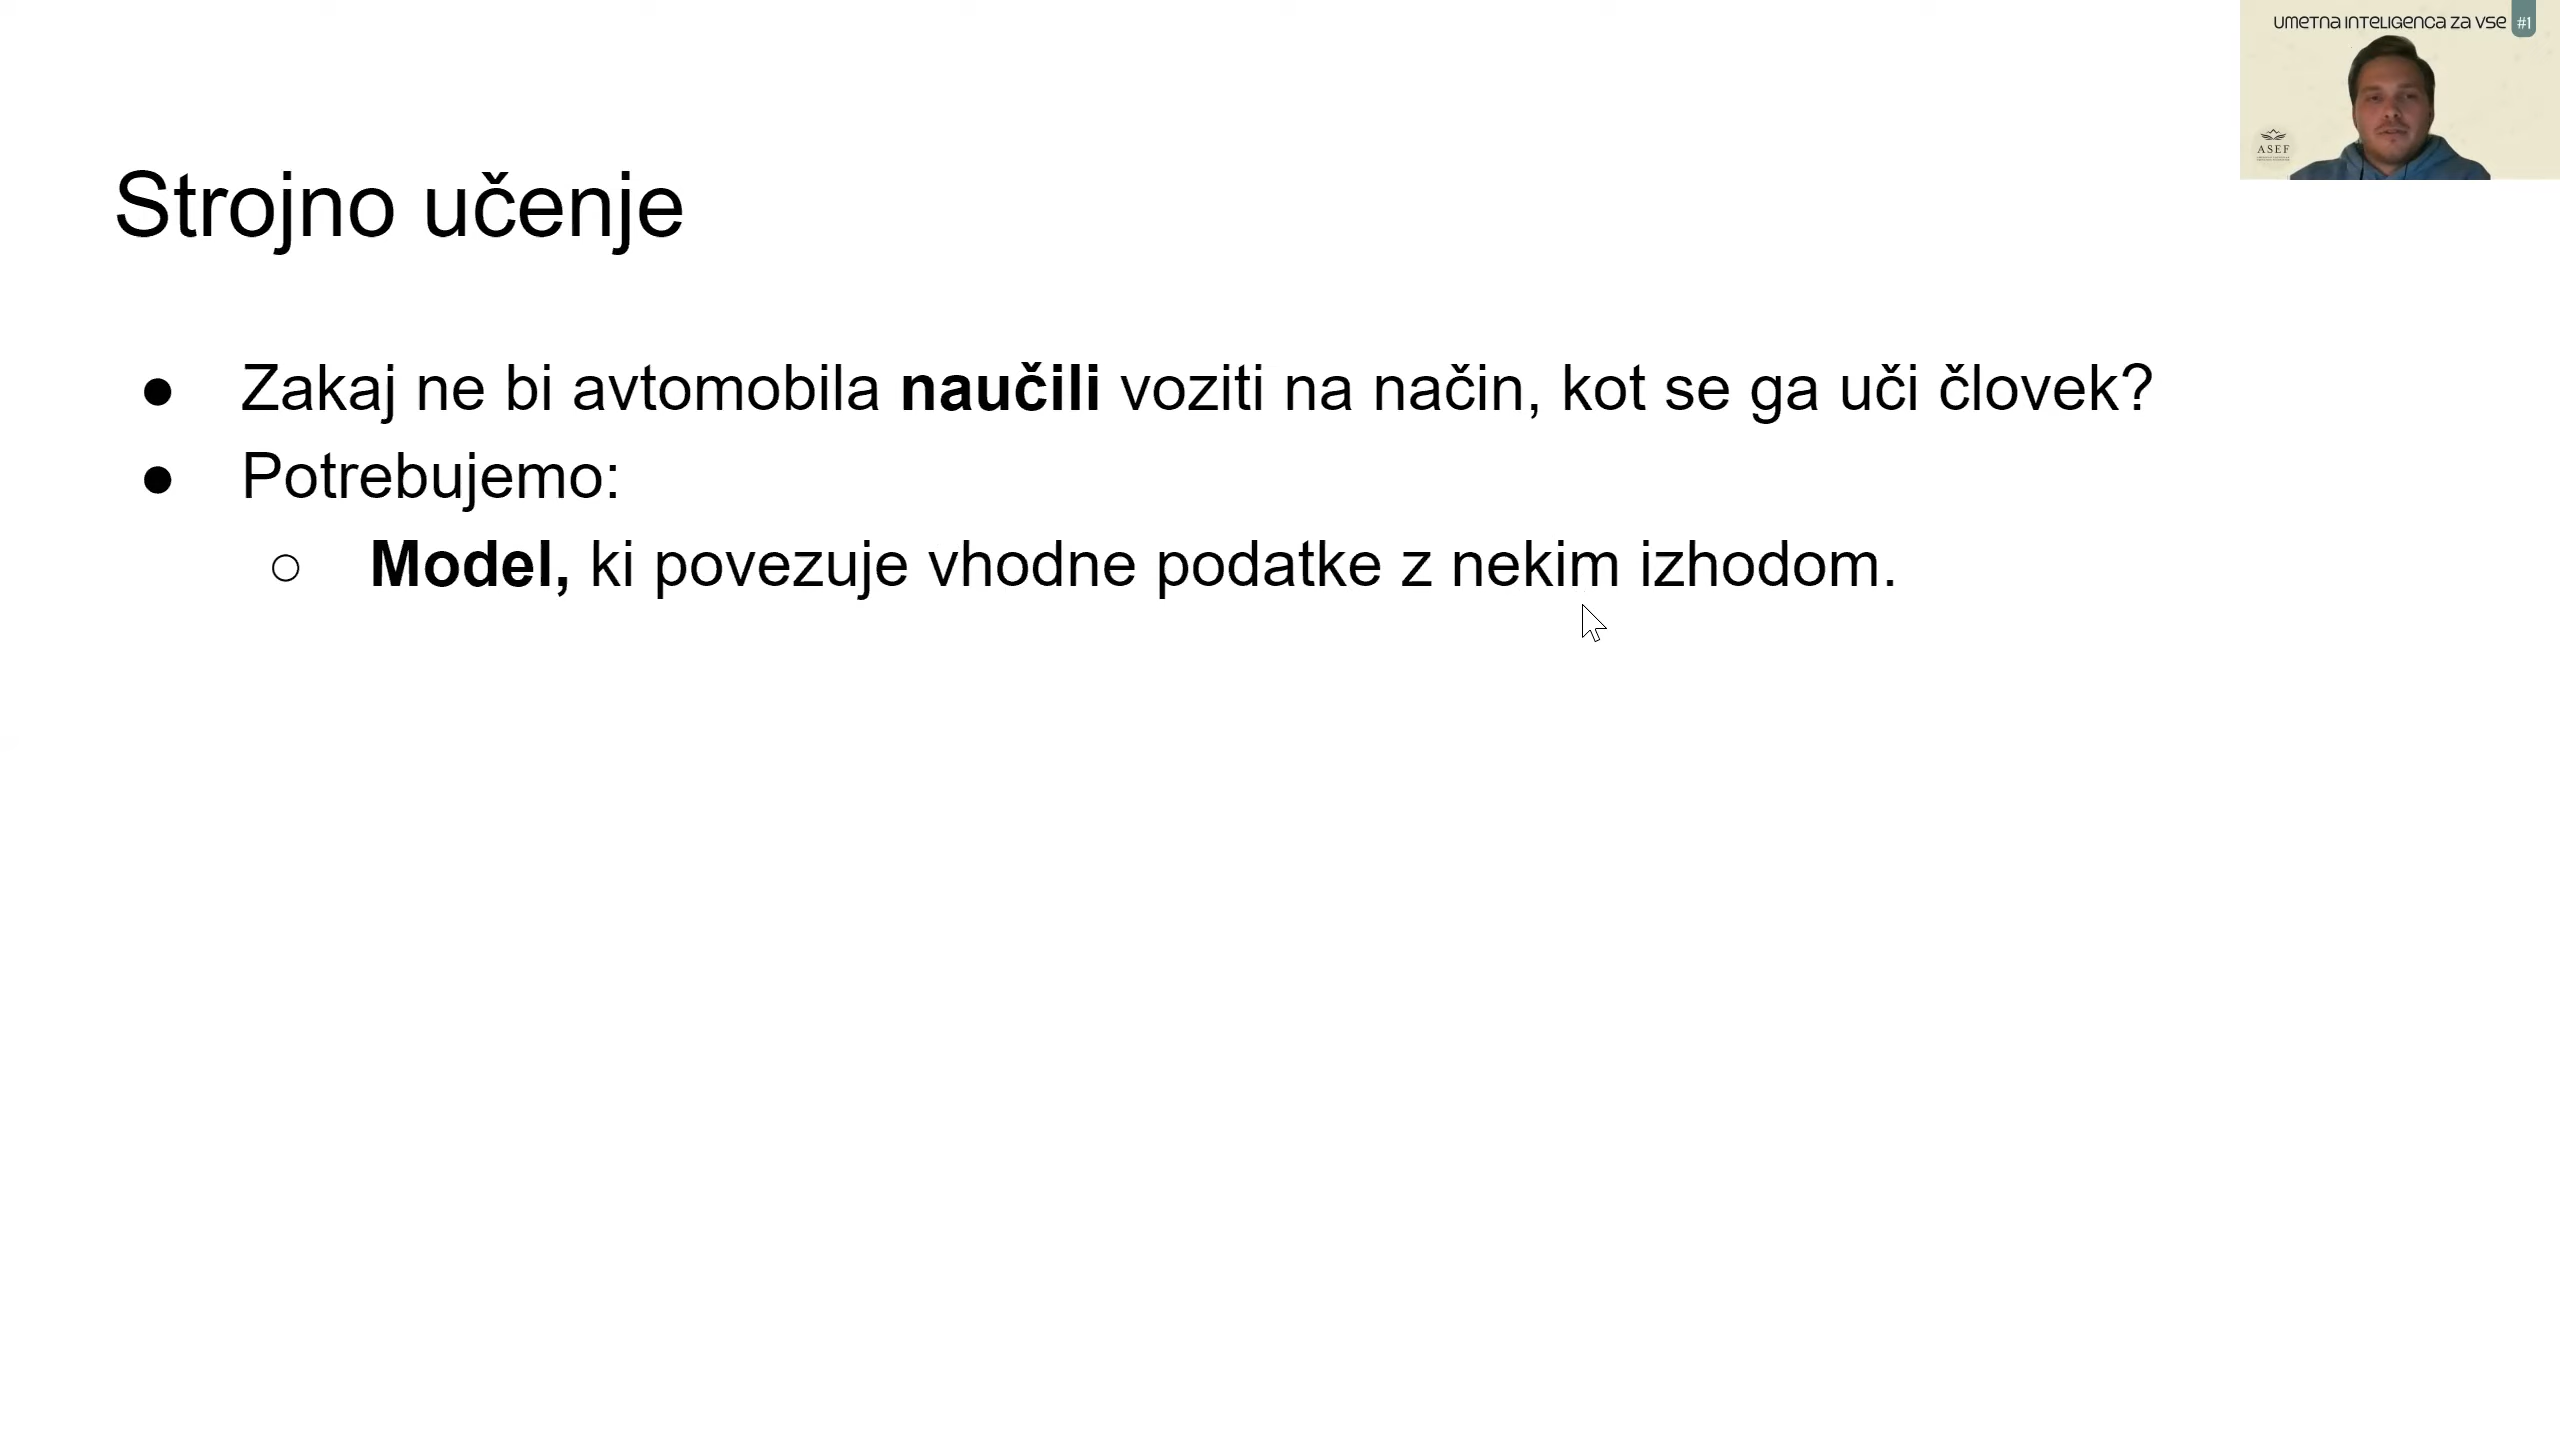 UMETNA INTELIGENCA ZA VSE #1
ASEF
Strojno učenje
● Zakaj ne bi avtomobila naučili voziti na način, kot se ga uči človek?
● Potrebujemo:
○ Model, ki povezuje vhodne podatke z nekim izhodom.